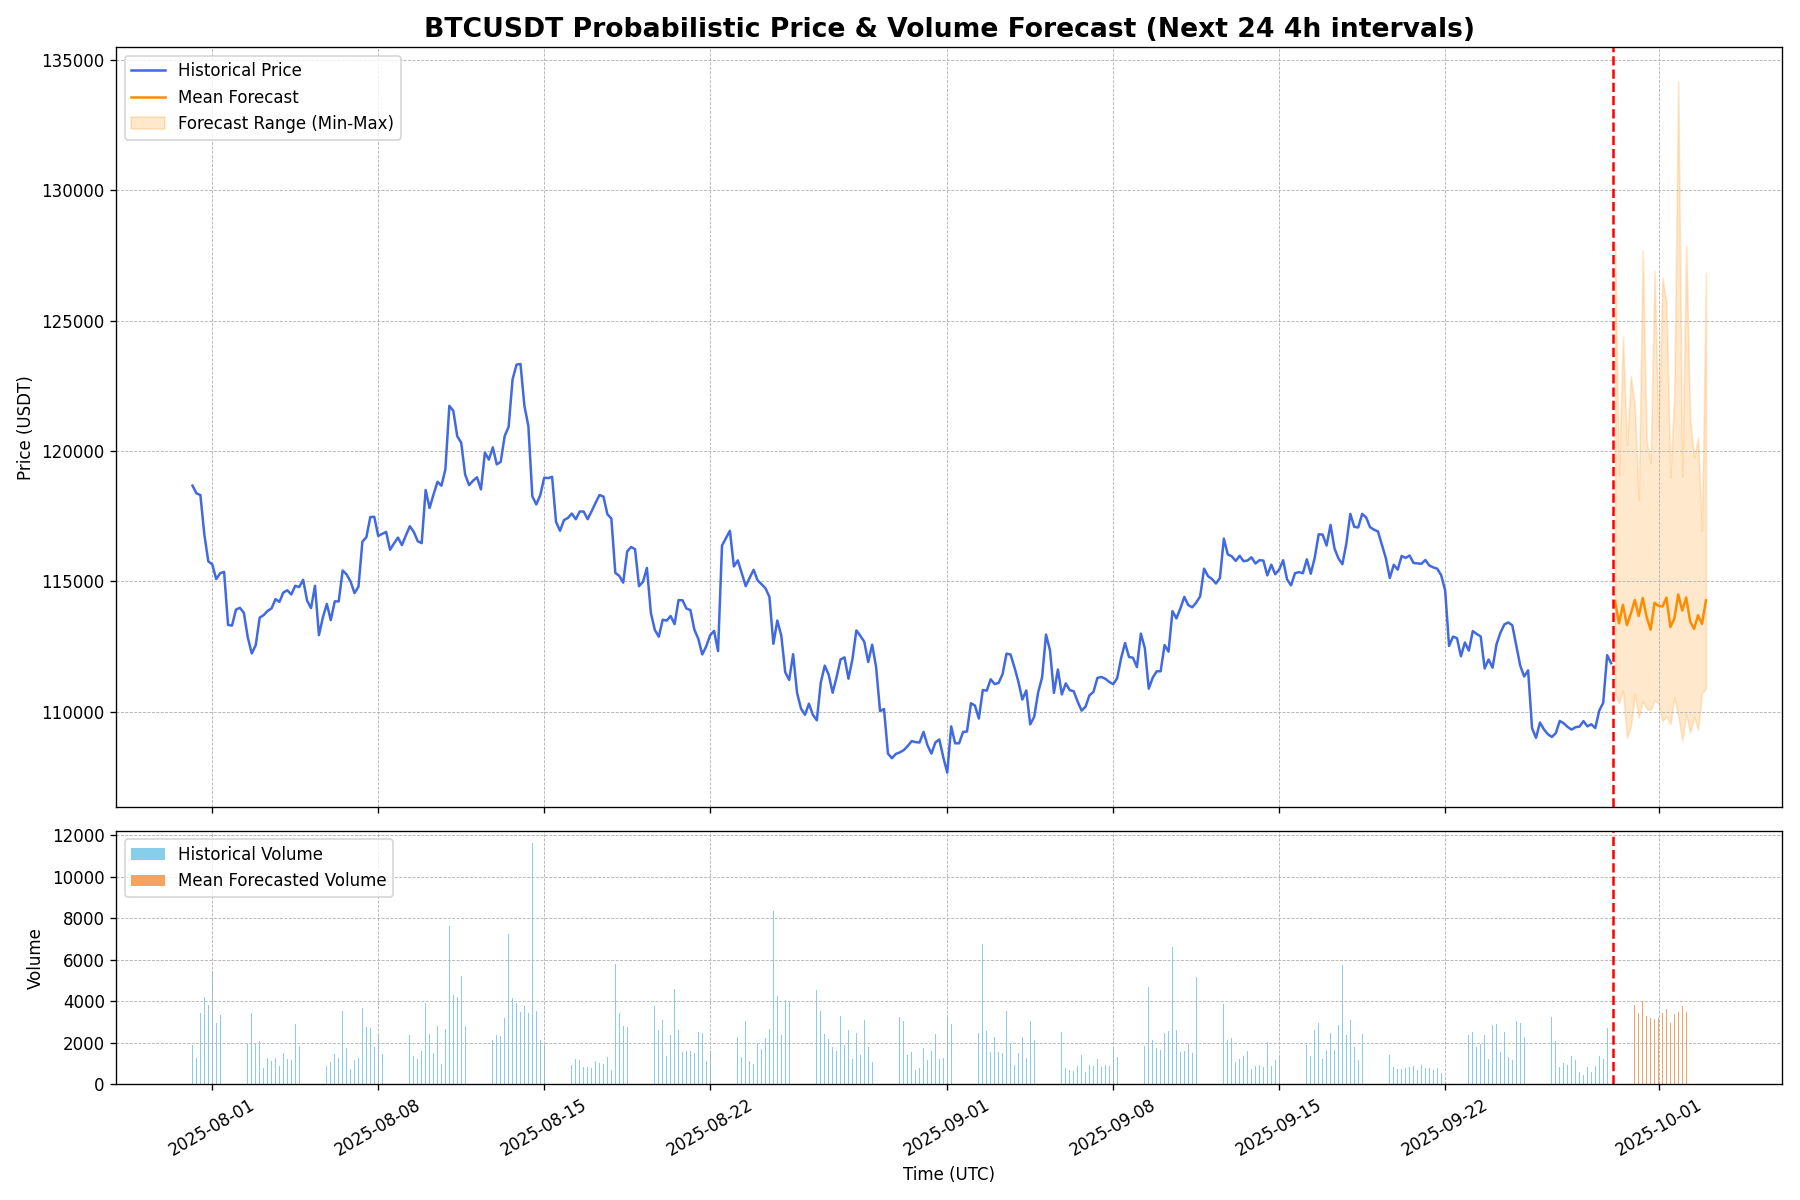 BTCUSDT Probabilistic Price & Volume Forecast (Next 24 4h intervals)
135000
130000
125000
120000
115000
110000
Price (USDT)
Historical Price
Mean Forecast
Forecast Range (Min-Max)
12000
10000
8000
6000
4000
2000
0
Volume
Historical Volume
Mean Forecasted Volume
2025-08-01
2025-08-08
2025-08-15
2025-08-22
2025-09-01
2025-09-08
2025-09-15
2025-09-22
2025-10-01
Time (UTC)